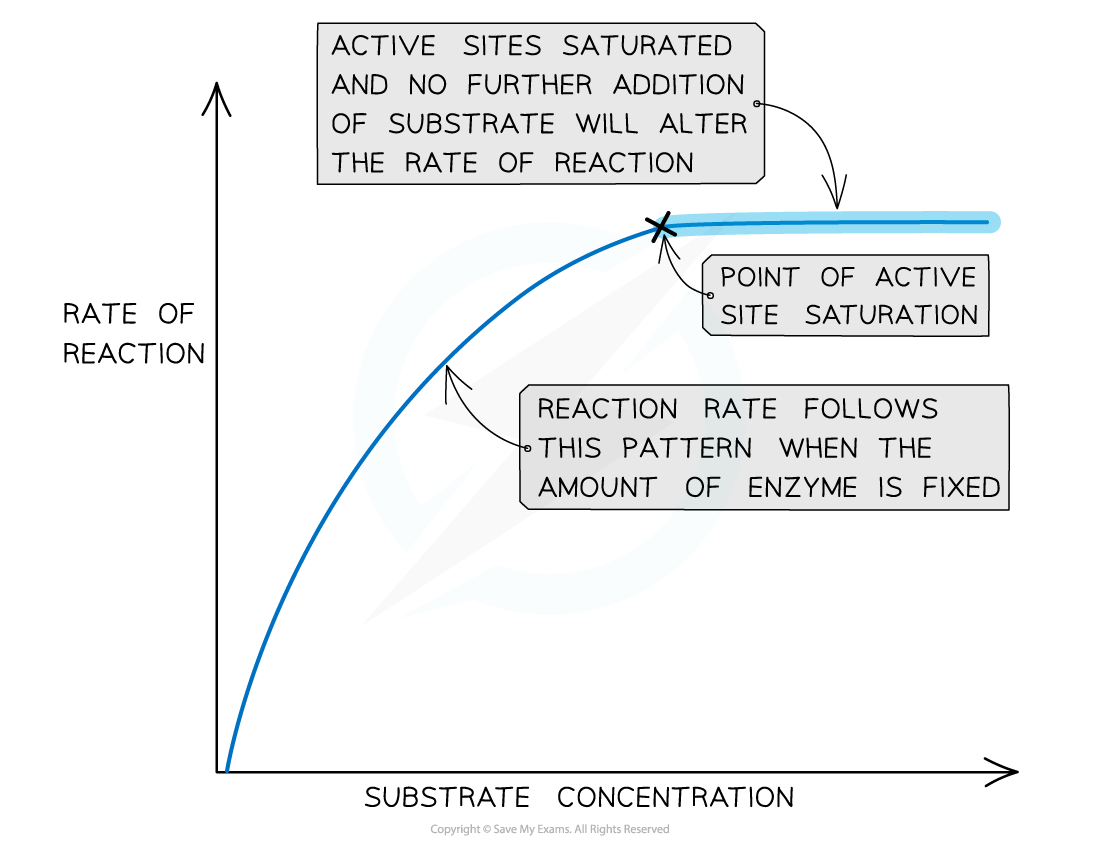 ACTIVE SITES SATURATED
AND NO FURTHER ADDITION
OF SUBSTRATE WILL ALTER
THE RATE OF REACTION
POINT OF ACTIVE
SITE SATURATION
RATE OF
REACTION
REACTION RATE FOLLOWS
THIS PATTERN WHEN THE
AMOUNT OF ENZYME IS FIXED
SUBSTRATE CONCENTRATION
Copyright © Save My Exams. All Rights Reserved